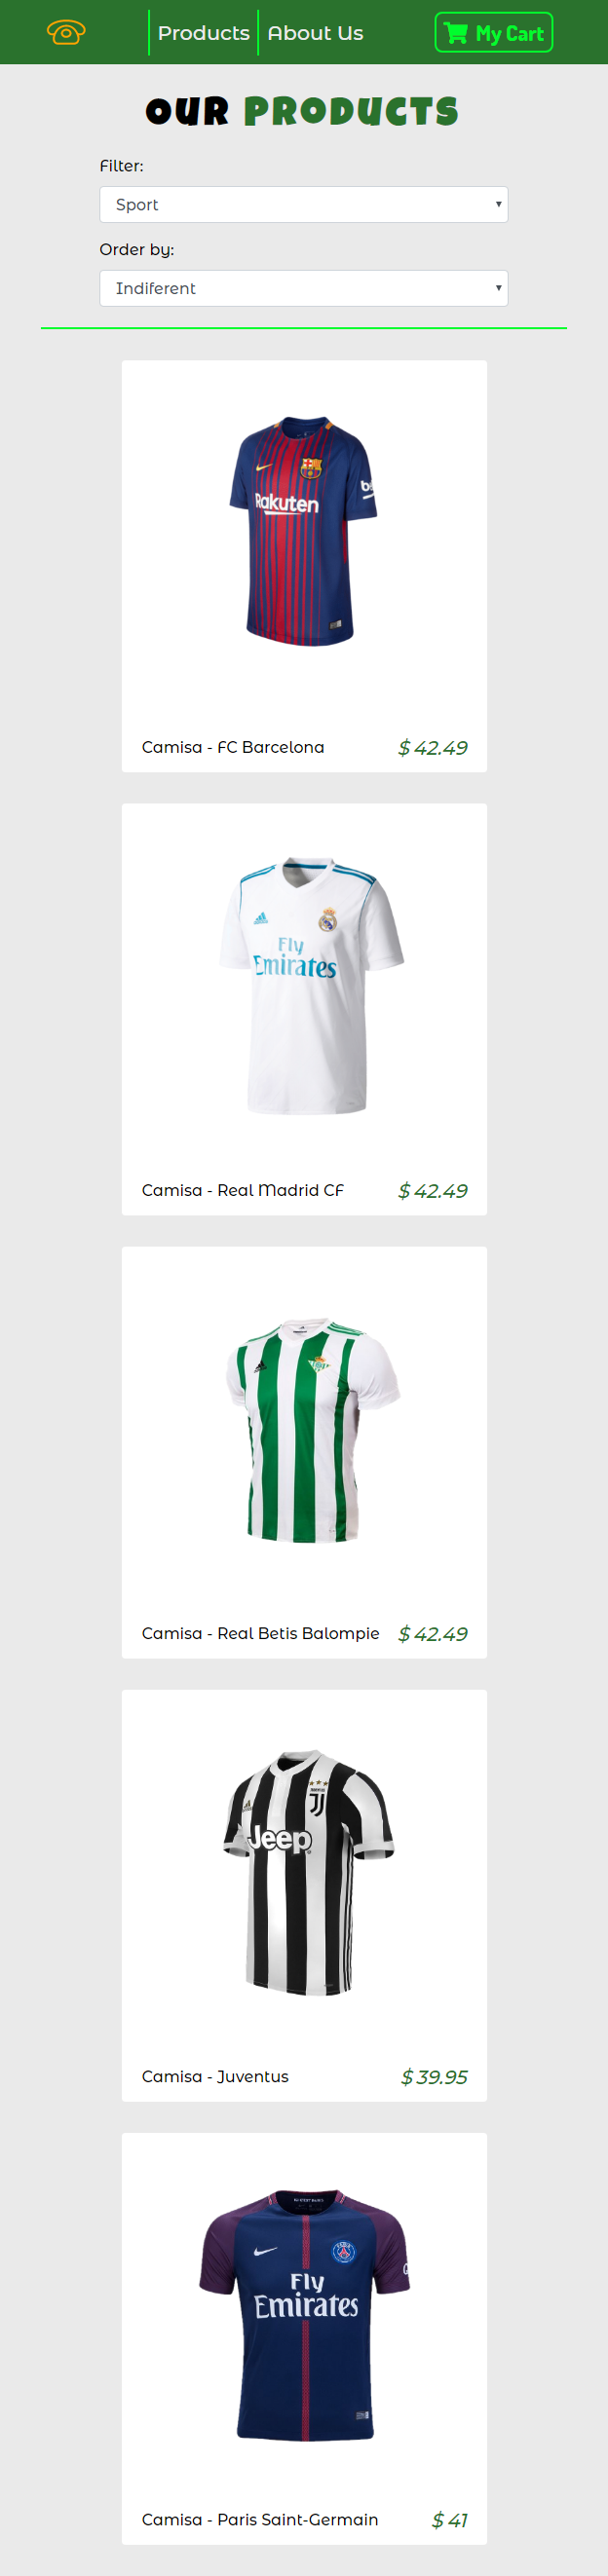 Products
About Us
My Cart
OUR PRODUCTS
Filter:
Sport
Order by:
Indiferent
Rakuten
Camisa - FC Barcelona
$ 42.49
Fly
Emirates
Camisa - Real Madrid CF
$ 42.49
Camisa - Real Betis Balompie
$ 42.49
Jeep
Camisa - Juventus
$ 39.95
Fly
Emirates
Camisa - Paris Saint-Germain
$ 41